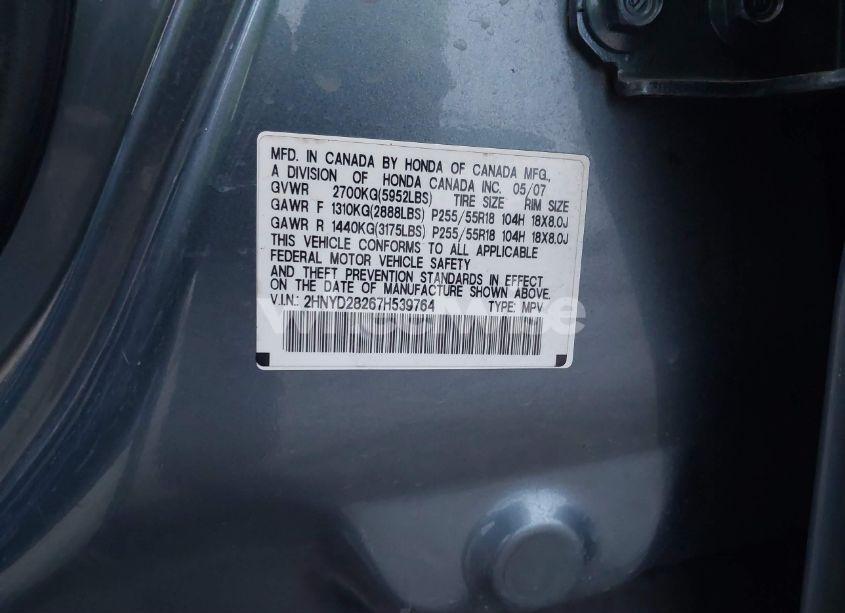 MFD. IN CANADA BY HONDA OF CANADA MFG.,
A DIVISION OF HONDA CANADA INC. 05/07
GVWR 2700KG(5952LBS) TIRE SIZE RIM SIZE
GAWR F 1310KG(2888LBS) P255/55R18 104H 18X8.0J
GAWR R 1440KG(3175LBS) P255/55R18 104H 18X8.0J
THIS VEHICLE CONFORMS TO ALL APPLICABLE
FEDERAL MOTOR VEHICLE SAFETY
AND THEFT PREVENTION STANDARDS IN EFFECT
ON THE DATE OF MANUFACTURE SHOWN ABOVE.
V.I.N.: 2HNYD28267H539764 TYPE: MPV